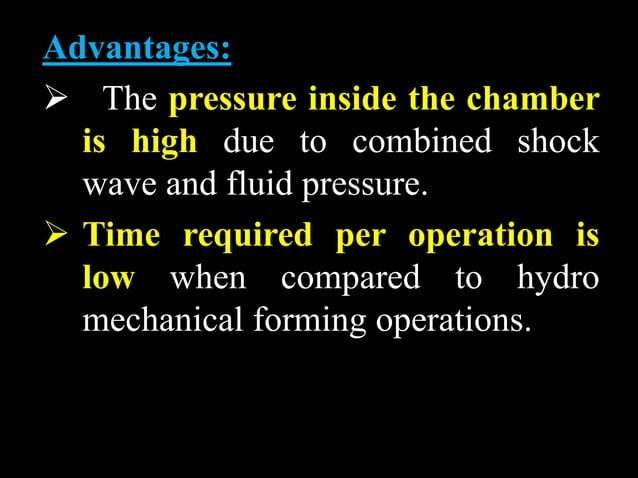 Advantages:
➢ The pressure inside the chamber
is high due to combined shock
wave and fluid pressure.
➢ Time required per operation is
low when compared to hydro
mechanical forming operations.